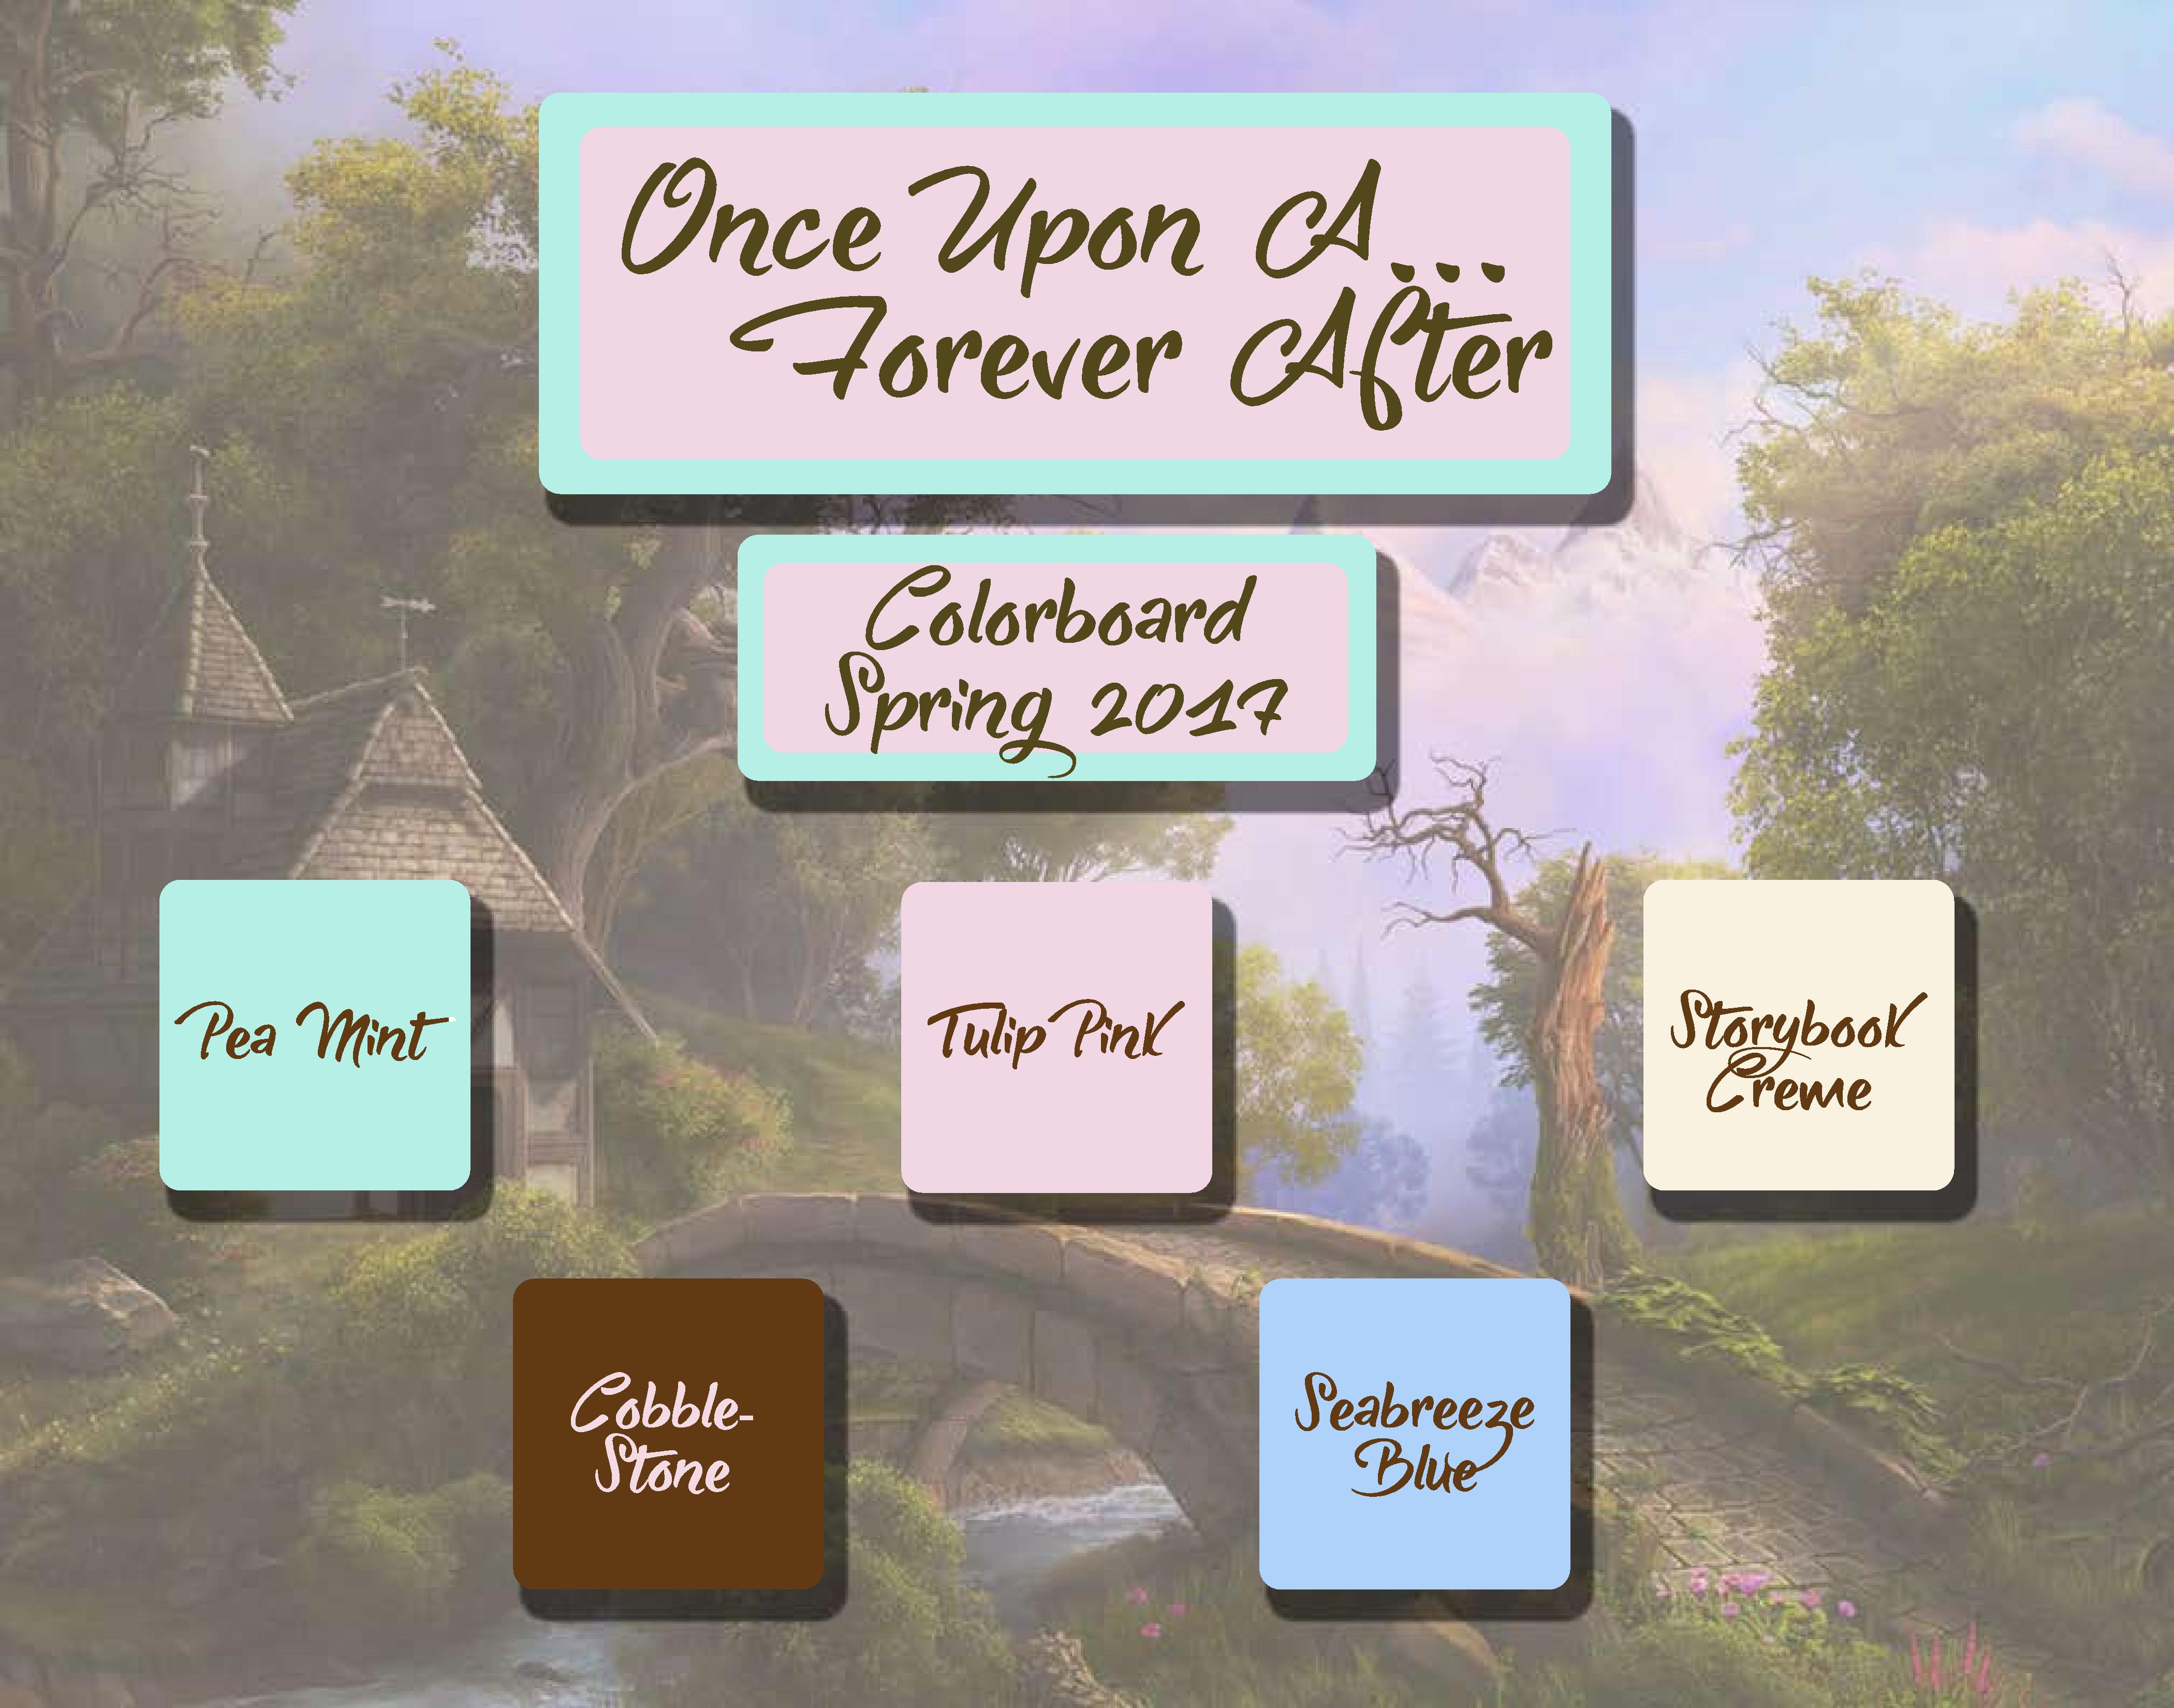 Once Upon A...
Forever After
Colorboard
Spring 2017
Pea Mint
Tulip Pink
Storybook
Creme
Cobble-
Stone
Seabreeze
Blue